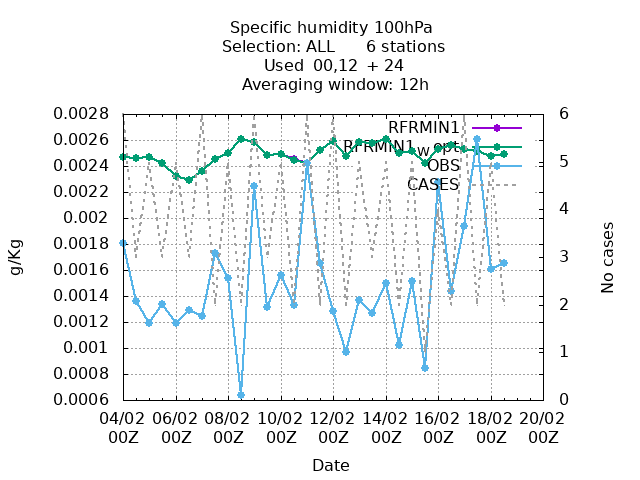 Specific humidity 100hPa
Selection: ALL      6 stations
Used  00,12  + 24
Averaging window: 12h
RFRMIN1
RFRMIN1_w_opt
OBS
CASES
0.0028
0.0026
0.0024
0.0022
0.002
0.0018
0.0016
0.0014
0.0012
0.001
0.0008
0.0006
g/Kg
6
5
4
3
2
1
0
No cases
04/02 06/02 08/02 10/02 12/02 14/02 16/02 18/02 20/02
00Z 00Z 00Z 00Z 00Z 00Z 00Z 00Z 00Z
Date